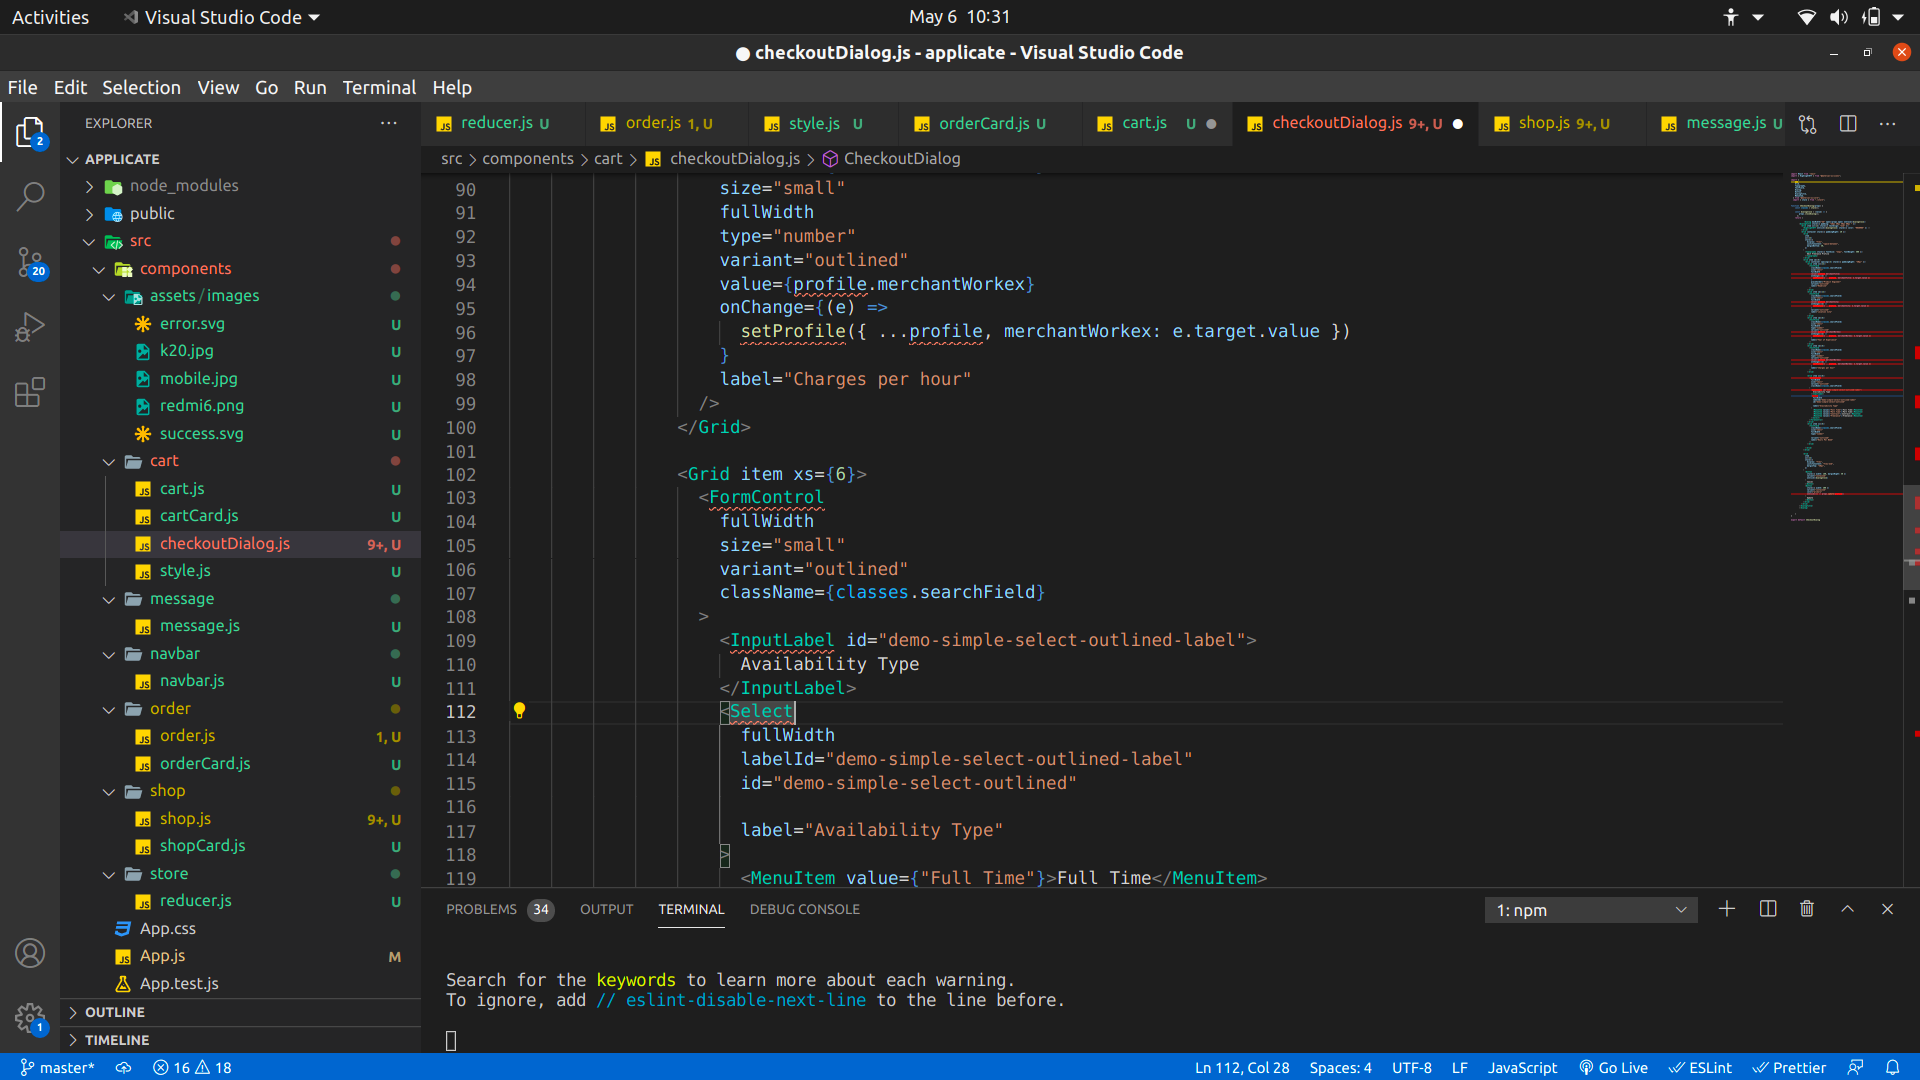 Activities
Visual Studio Code
May 6 10:31
checkoutDialog.js - applicate - Visual Studio Code
File Edit Selection View Go Run Terminal Help
EXPLORER
2
20
1
APPLICATE
node_modules
public
src
components
assets/images
error.svg U
k20.jpg U
mobile.jpg U
redmi6.png U
success.svg U
cart
cart.js U
cartCard.js U
checkoutDialog.js 9+, U
style.js U
message
message.js U
navbar
navbar.js U
order
order.js 1, U
orderCard.js U
shop
shop.js 9+, U
shopCard.js U
store
reducer.js U
App.css
App.js M
App.test.js
OUTLINE
TIMELINE
reducer.js U
order.js 1, U
style.js U
orderCard.js U
cart.js U
checkoutDialog.js 9+, U
shop.js 9+, U
message.js U
src > components > cart > checkoutDialog.js > CheckoutDialog
90 size="small"
91 fullWidth
92 type="number"
93 variant="outlined"
94 value={profile.merchantWorkex}
95 onChange={(e) =>
96 setProfile({ ...profile, merchantWorkex: e.target.value })
97 }
98 label="Charges per hour"
99 />
100 </Grid>
101
102 <Grid item xs={6}>
103 <FormControl
104 fullWidth
105 size="small"
106 variant="outlined"
107 className={classes.searchField}
108 >
109 <InputLabel id="demo-simple-select-outlined-label">
110 Availability Type
111 </InputLabel>
112 <Select
113 fullWidth
114 labelId="demo-simple-select-outlined-label"
115 id="demo-simple-select-outlined"
116
117 label="Availability Type"
118 >
119 <MenuItem value={"Full Time"}>Full Time</MenuItem>
PROBLEMS 34 OUTPUT TERMINAL DEBUG CONSOLE
1: npm
Search for the keywords to learn more about each warning.
To ignore, add // eslint-disable-next-line to the line before.
master* 16 18 Ln 112, Col 28 Spaces: 4 UTF-8 LF JavaScript Go Live ESLint Prettier